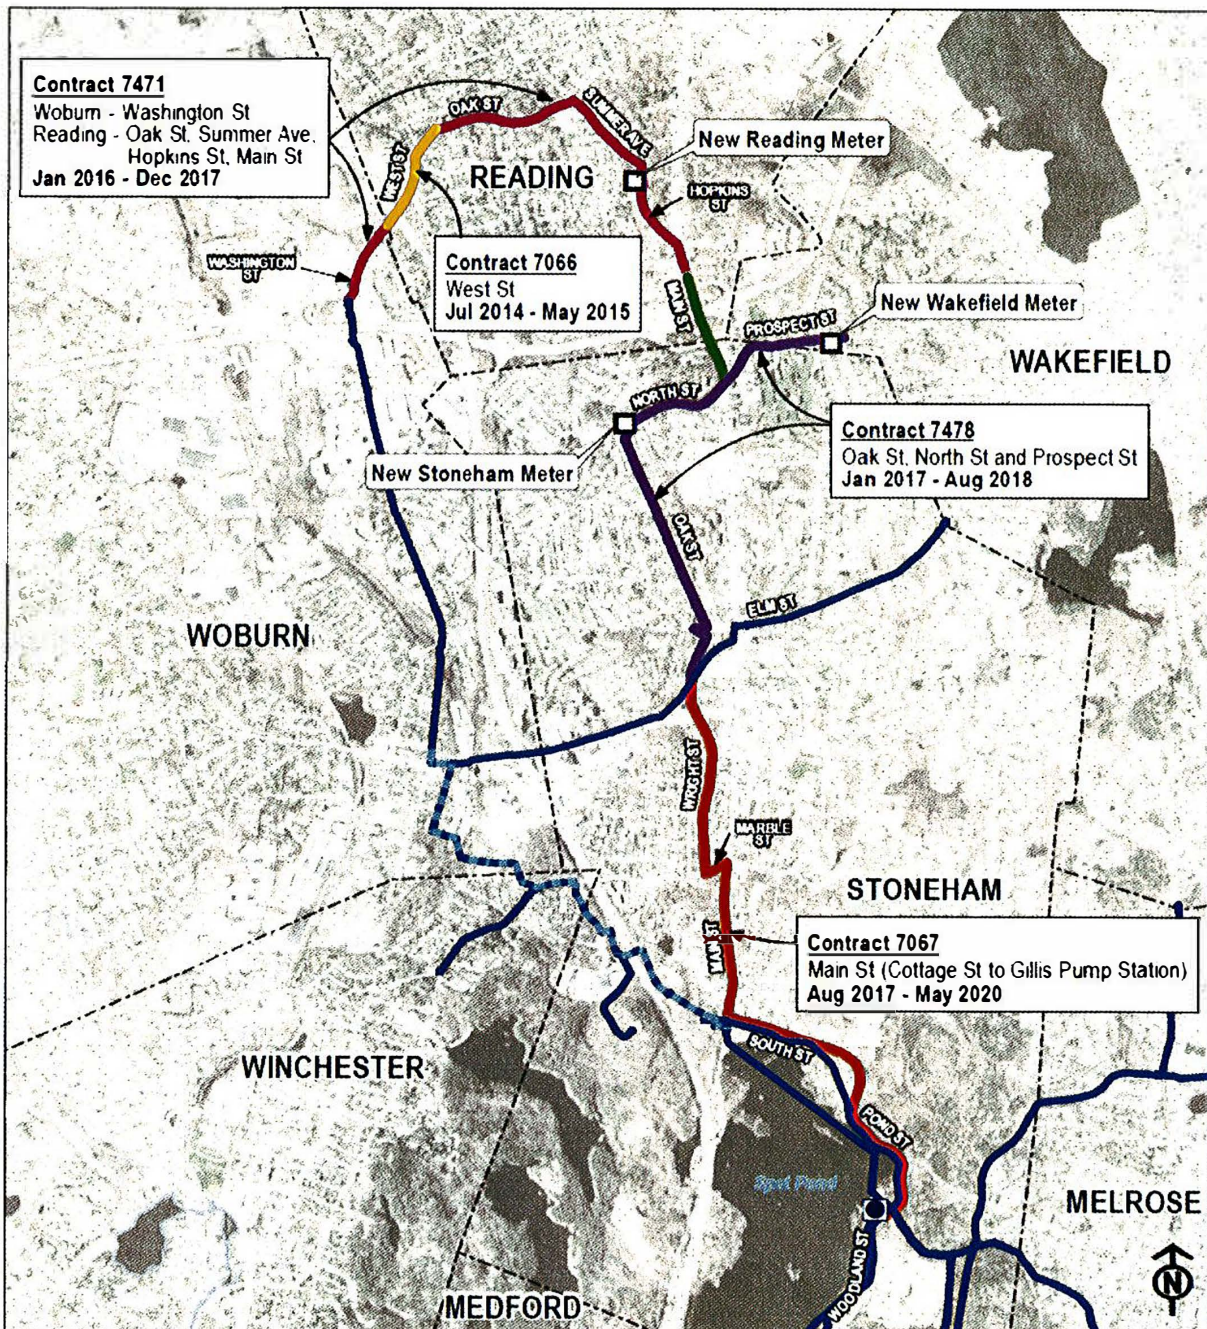 Contract 7471
Woburn - Washington St
Reading - Oak St. Summer Ave,
Hopkins St, Main St
Jan 2016 - Dec 2017
OAK ST
SUMMER AVE
WEST ST
READING
New Reading Meter
HOPKINS
ST
WASHINGTON
ST
Contract 7066
West St
Jul 2014 - May 2015
MAIN ST
New Wakefield Meter
PROSPECT ST
WAKEFIELD
NORTH ST
Contract 7478
Oak St, North St and Prospect St
Jan 2017 - Aug 2018
New Stoneham Meter
OAK ST
ELM ST
WOBURN
WRIGHT ST
MARBLE
ST
STONEHAM
MAIN ST
Contract 7067
Main St (Cottage St to Gillis Pump Station)
Aug 2017 - May 2020
SOUTH ST
WINCHESTER
POND ST
Spot Pond
MELROSE
WOODLAND ST
MEDFORD
N